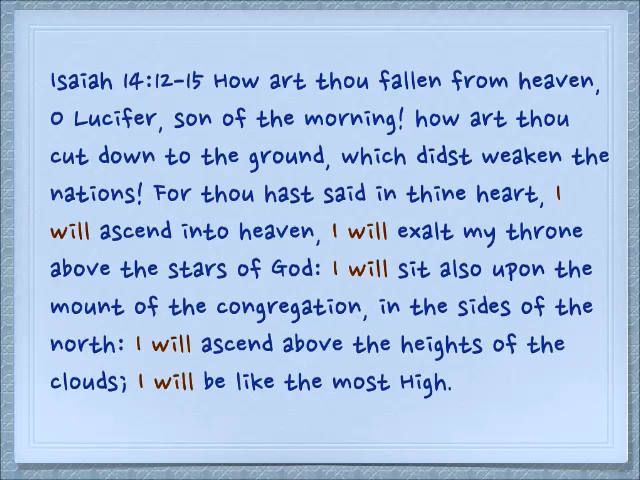 Isaiah 14:12-15 How art thou fallen from heaven,
O Lucifer, son of the morning! how art thou
cut down to the ground, which didst weaken the
nations! For thou hast said in thine heart, I
will ascend into heaven, I will exalt my throne
above the stars of God: I will sit also upon the
mount of the congregation, in the sides of the
north: I will ascend above the heights of the
clouds; I will be like the most High.